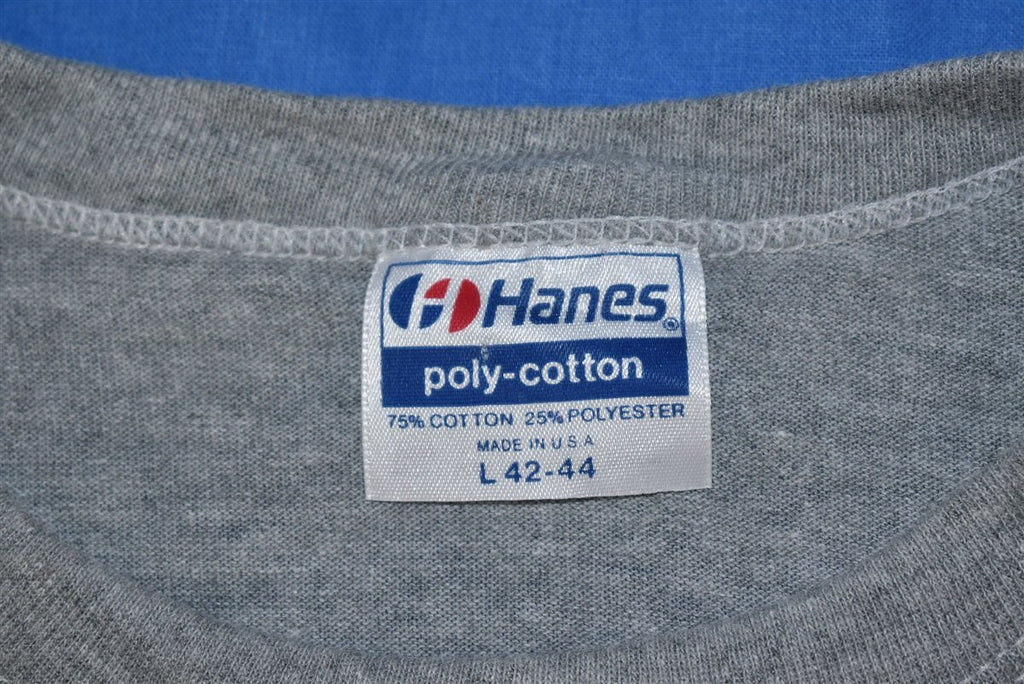 Hanes®
poly-cotton
75% COTTON 25% POLYESTER
MADE IN U.S.A
L 42-44